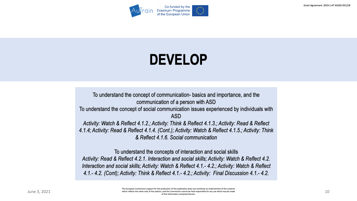 Grant Agreement: 2019-1-HR-KA203-001216
AuTrain
Co-funded by the
Erasmus+ Programme
of the European Union
DEVELOP
To understand the concept of communication- basics and importance, and the
communication of a person with ASD
To understand the concept of social communication issues experienced by individuals with
ASD
Activity: Watch & Reflect 4.1.2.; Activity: Think & Reflect 4.1.3.; Activity: Read & Reflect
4.1.4; Activity: Read & Reflect 4.1.4. (Cont.); Activity: Watch & Reflect 4.1.5.; Activity: Think
& Reflect 4.1.6. Social communication
To understand the concepts of interaction and social skills
Activity: Read & Reflect 4.2.1. Interaction and social skills; Activity: Watch & Reflect 4.2.
Interaction and social skills; Activity: Watch & Reflect 4.1.- 4.2.; Activity: Watch & Reflect
4.1.- 4.2. (Cont); Activity: Think & Reflect 4.1.- 4.2.; Activity: Final Discussion 4.1.- 4.2.
June 3, 2021
The European Commission support for the production of this publication does not constitute an endorsement of the contents
which reflects the views only of the authors, and the Commission cannot be held responsible for any use which may be made
of the information contained therein.
10